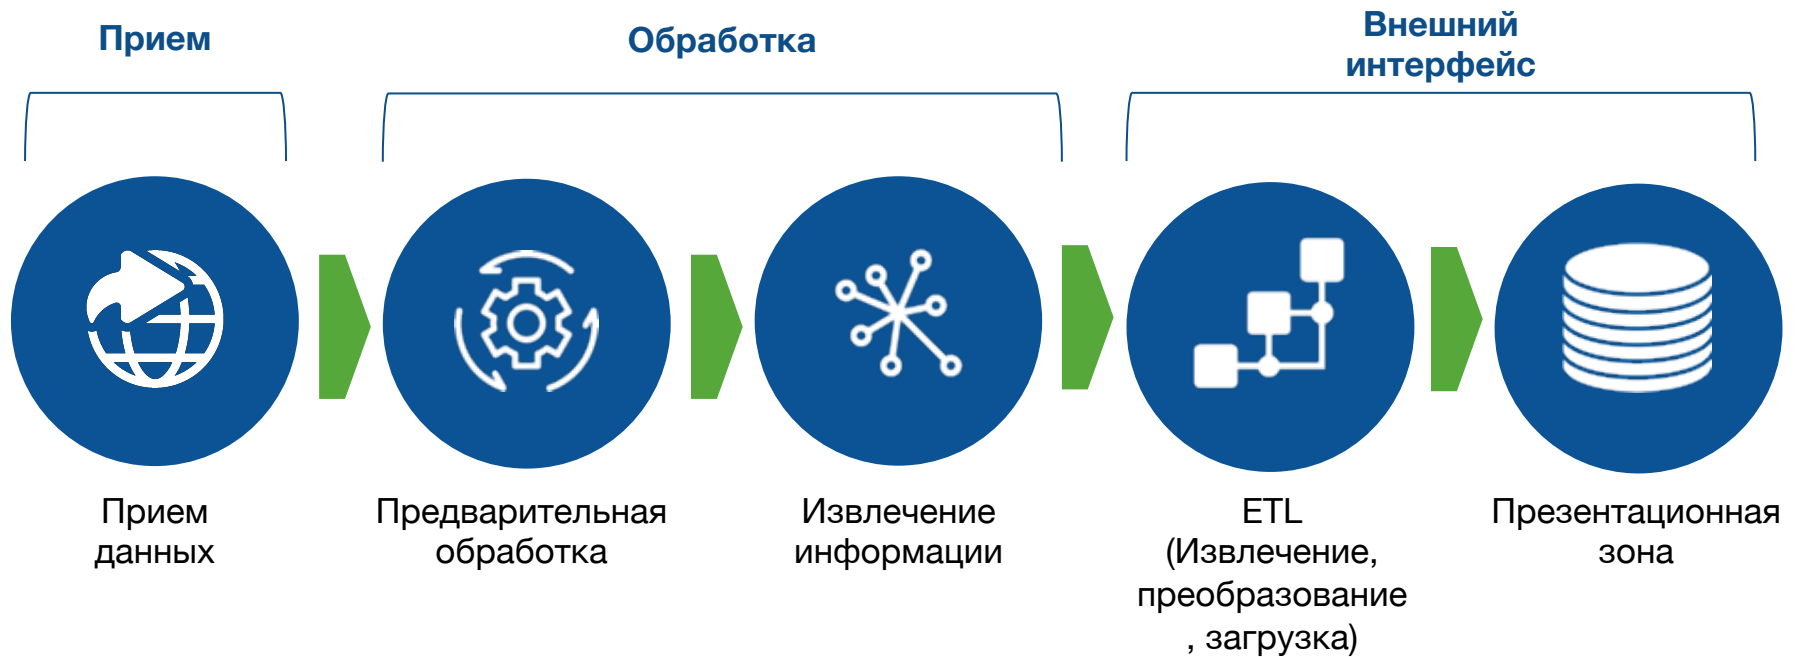 Прием
Обработка
Внешний
интерфейс
Прием
данных
Предварительная
обработка
Извлечение
информации
ETL
(Извлечение,
преобразование
, загрузка)
Презентационная
зона